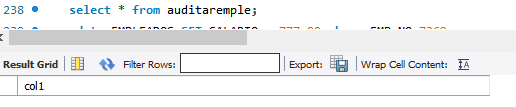 238 select * from auditaremple;
Result Grid Filter Rows: Export: Wrap Cell Content:
col1